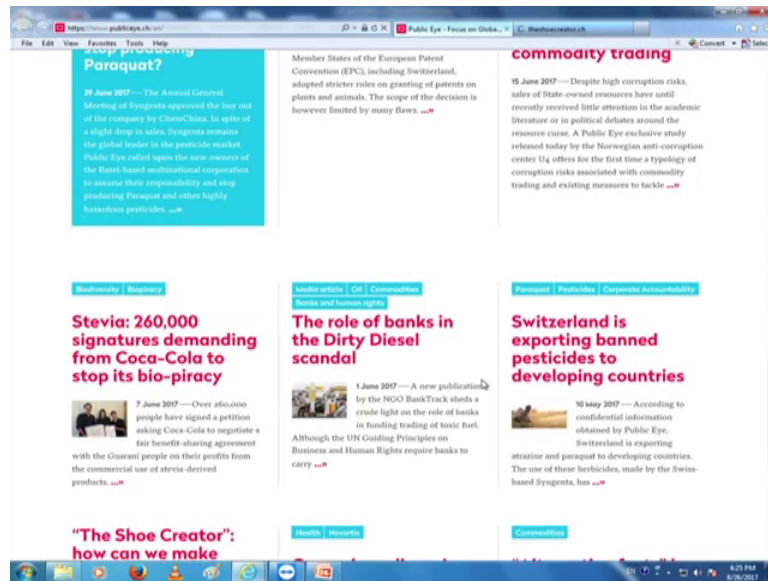 https://www.publiceye.ch/en/
Public Eye - Focus on Globa...
theshoecreator.ch
File Edit View Favorites Tools Help
Convert
Selec
stop producing
Paraquat?
29 June 2017 — The Annual General
Meeting of Syngenta approved the buy out
of the company by ChemChina. In spite of
a slight drop in sales, Syngenta remains
the global leader in the pesticide market.
Public Eye called upon the new owners of
the Basel-based multinational corporation
to assume their responsibility and stop
producing Paraquat and other highly
hazardous pesticides. ...»
Member States of the European Patent
Convention (EPC), including Switzerland,
adopted stricter rules on granting of patents on
plants and animals. The scope of the decision is
however limited by many flaws. ...»
commodity trading
15 June 2017 — Despite high corruption risks,
sales of State-owned resources have until
recently received little attention in the academic
literature or in political debates around the
resource curse. A Public Eye exclusive study
released today by the Norwegian anti-corruption
center U4 offers for the first time a typology of
corruption risks associated with commodity
trading and existing measures to tackle ...»
Biodiversity Biopiracy
Stevia: 260,000
signatures demanding
from Coca-Cola to
stop its bio-piracy
7 June 2017 — Over 260,000
people have signed a petition
asking Coca-Cola to negotiate a
fair benefit-sharing agreement
with the Guarani people on their profits from
the commercial use of stevia-derived
products. ...»
Media article Oil Commodities
Banks and human rights
The role of banks in
the Dirty Diesel
scandal
1 June 2017 — A new publication
by the NGO BankTrack sheds a
crude light on the role of banks
in funding trading of toxic fuel.
Although the UN Guiding Principles on
Business and Human Rights require banks to
carry ...»
Paraquat Pesticides Corporate Accountability
Switzerland is
exporting banned
pesticides to
developing countries
10 May 2017 — According to
confidential information
obtained by Public Eye,
Switzerland is exporting
atrazine and paraquat to developing countries.
The use of these herbicides, made by the Swiss-
based Syngenta, has ...»
"The Shoe Creator":
how can we make
Health Novartis
Commodities
EN
6:25 PM
8/26/2017